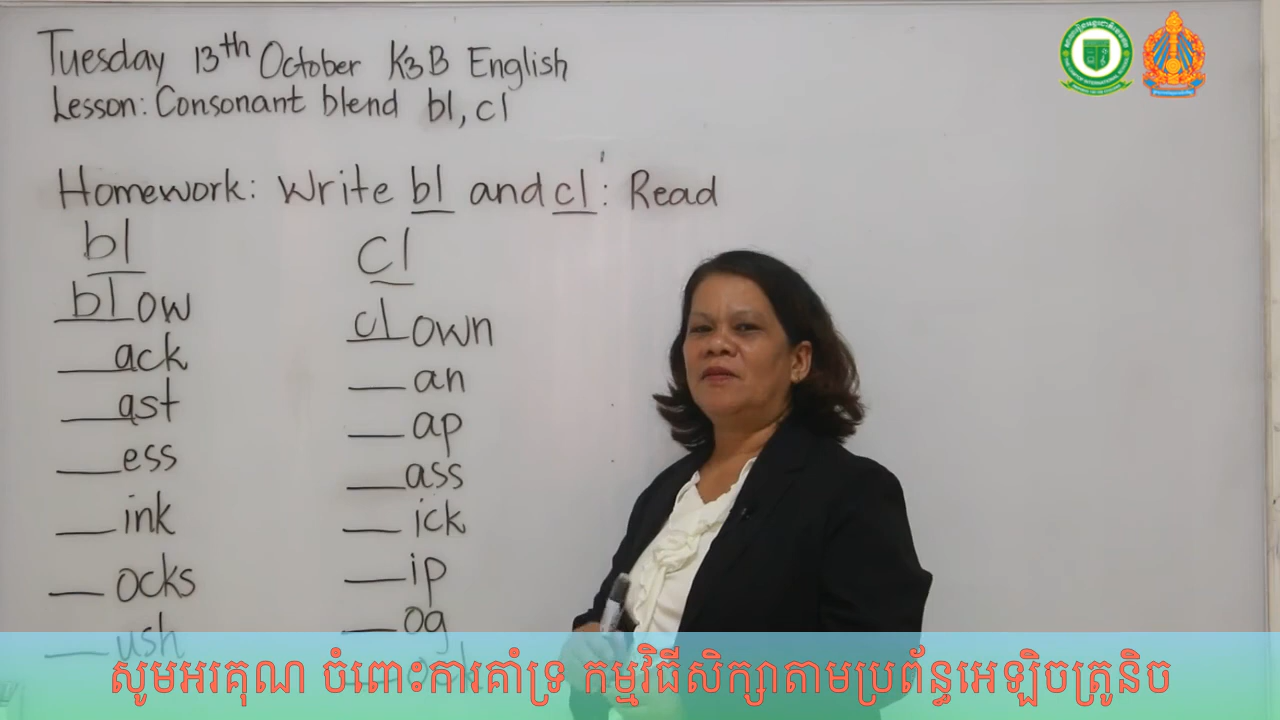 Tuesday 13th October K3B English
Lesson: Consonant blend bl, cl
Homework: Write bl and cl: Read
bl
blow
__ack
__ast
__ess
__ink
__ocks
__ush
cl
clown
__an
__ap
__ass
__ick
__ip
__og
__ock
សូមអរគុណ ចំពោះការគាំទ្រ កម្មវិធីសិក្សាតាមប្រព័ន្ធអេឡិចត្រូនិច